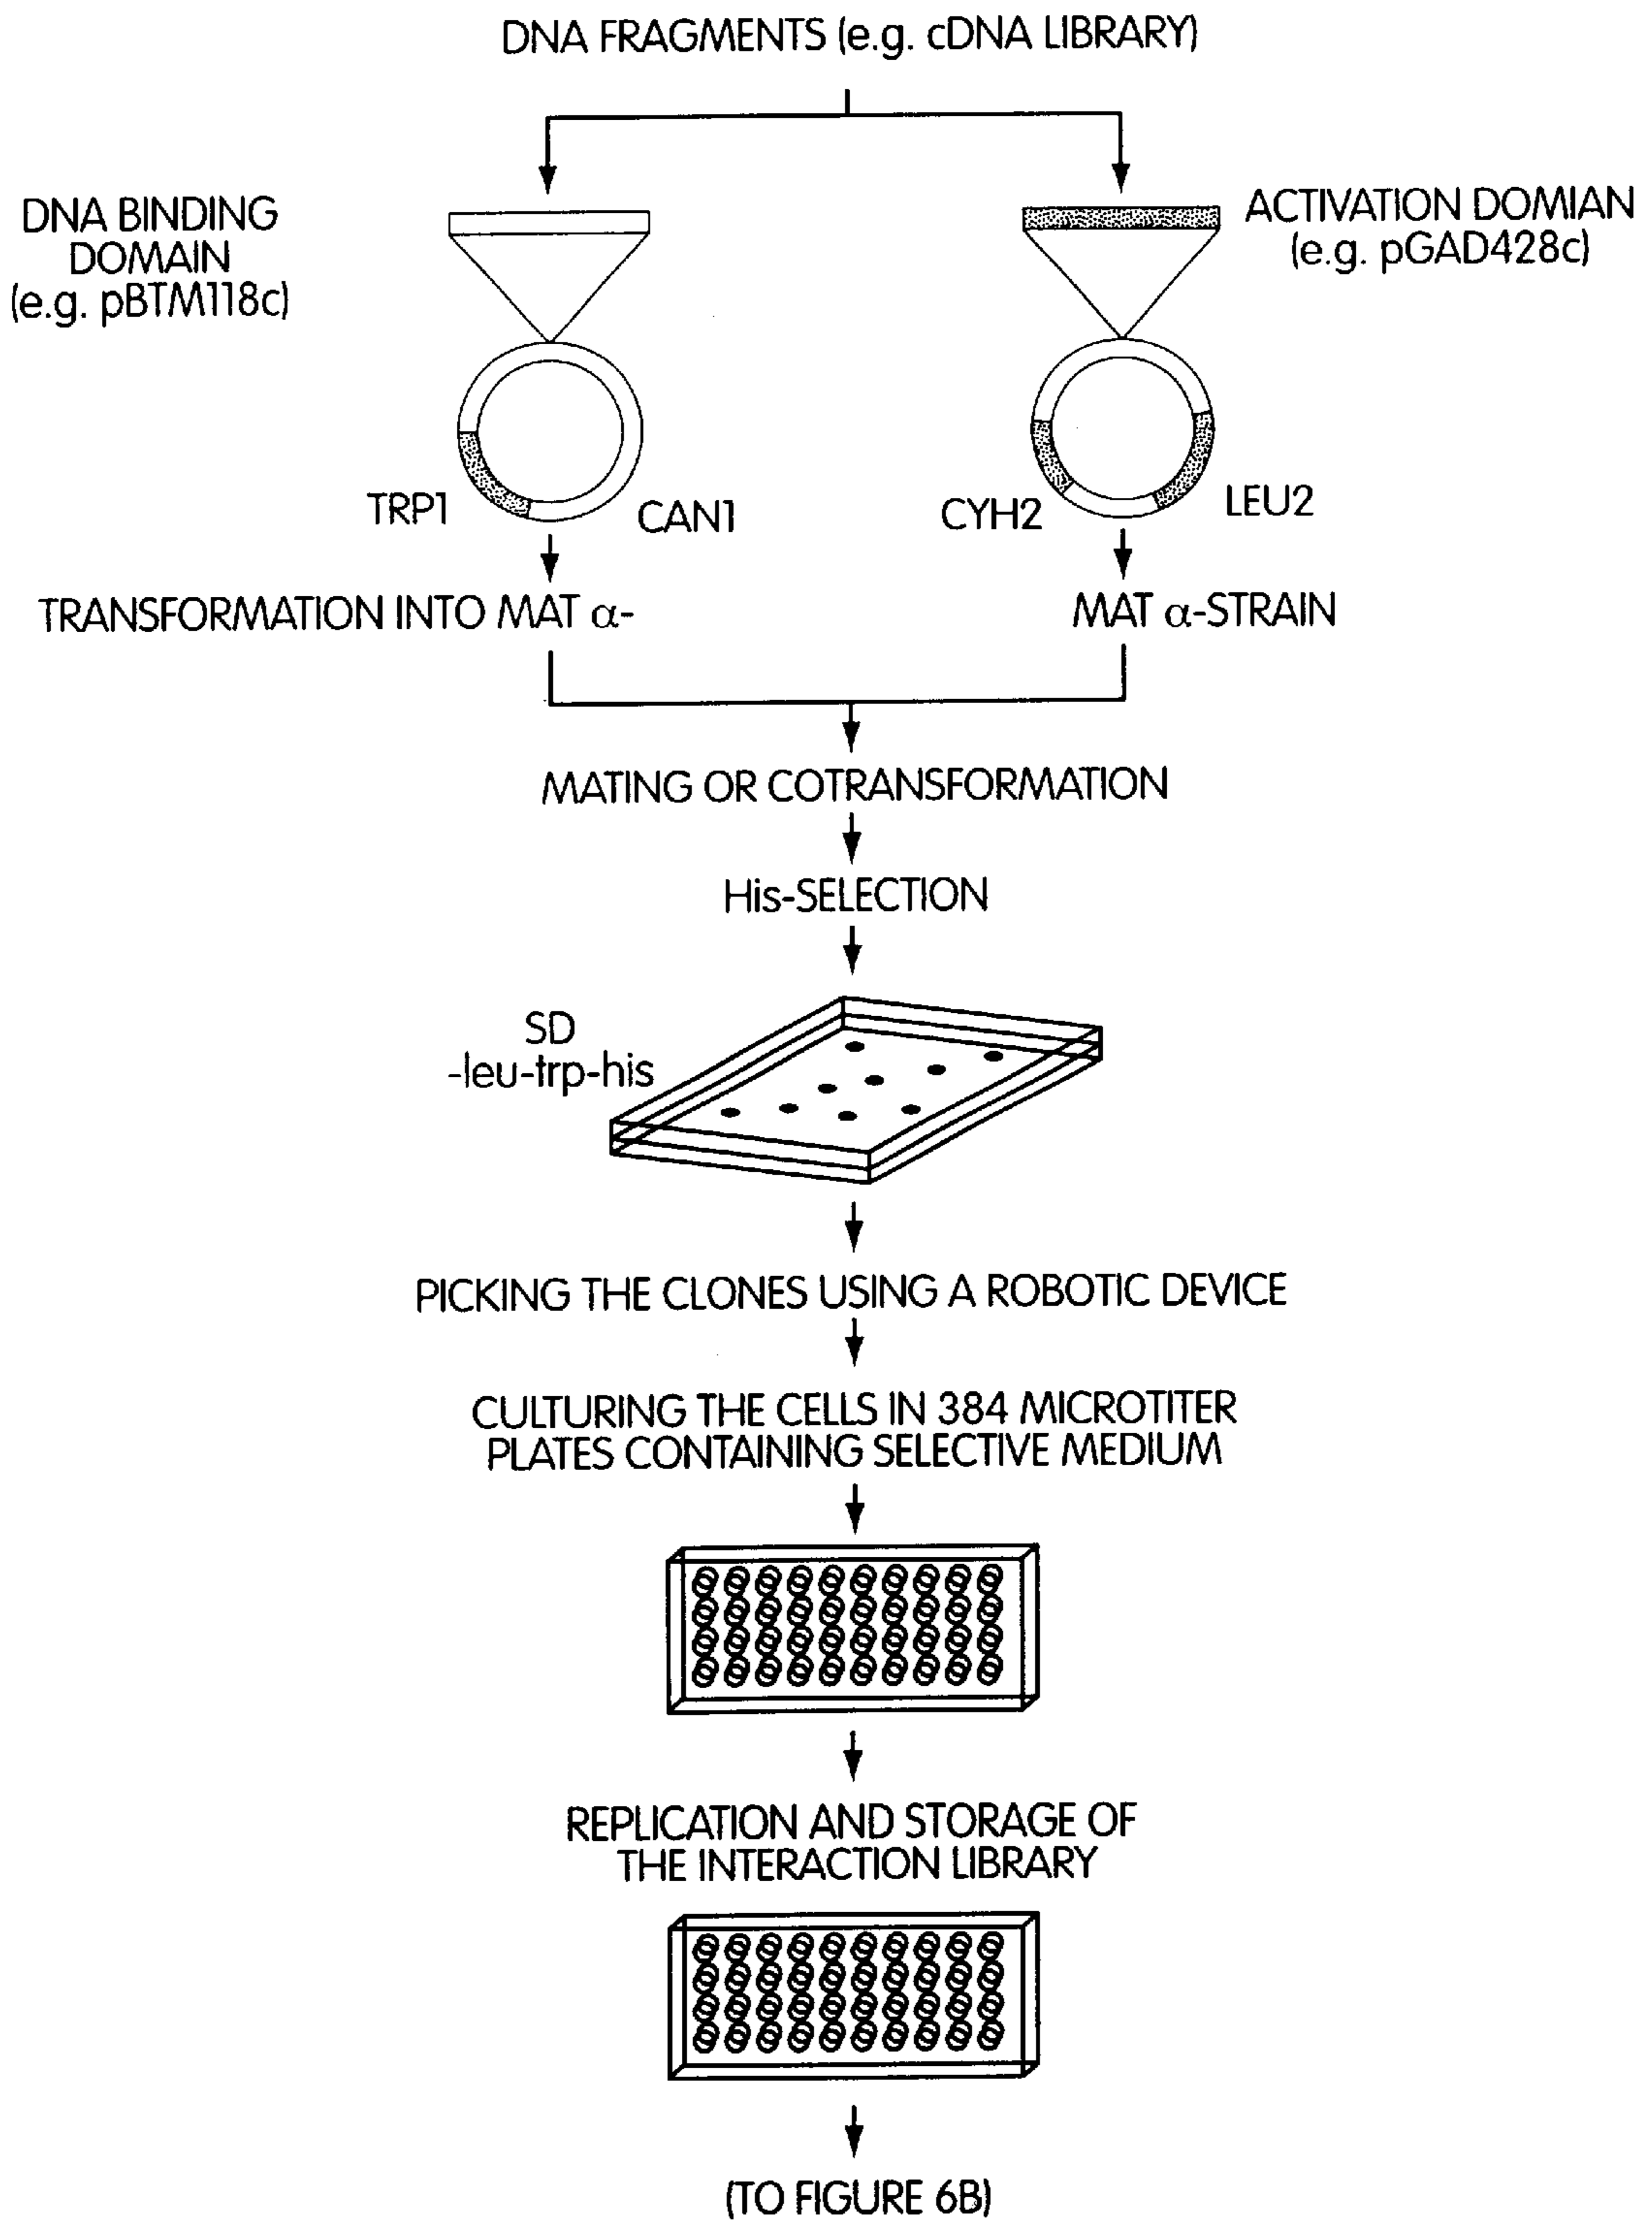 DNA FRAGMENTS (e.g. cDNA LIBRARY)
DNA BINDING
DOMAIN
(e.g. pBTM118c)
ACTIVATION DOMIAN
(e.g. pGAD428c)
TRP1
CAN1
CYH2
LEU2
TRANSFORMATION INTO MAT α-
MAT α-STRAIN
MATING OR COTRANSFORMATION
His-SELECTION
SD
-leu-trp-his
PICKING THE CLONES USING A ROBOTIC DEVICE
CULTURING THE CELLS IN 384 MICROTITER
PLATES CONTAINING SELECTIVE MEDIUM
REPLICATION AND STORAGE OF
THE INTERACTION LIBRARY
(TO FIGURE 6B)